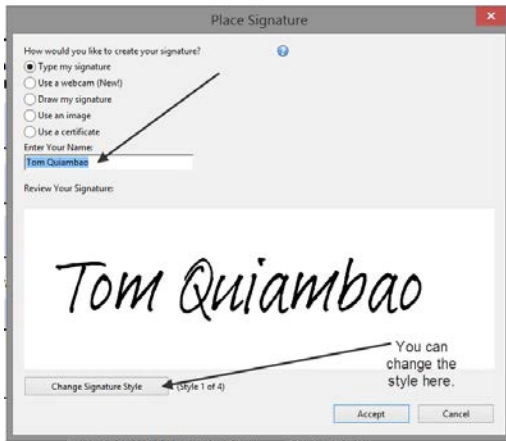 Place Signature
x
How would you like to create your signature?
?
Type my signature
Use a webcam (New!)
Draw my signature
Use an image
Use a certificate
Enter Your Name:
Tom Quiambao
Review Your Signature:
Tom Quiambao
You can
change the
style here.
Change Signature Style
(Style 1 of 4)
Accept
Cancel